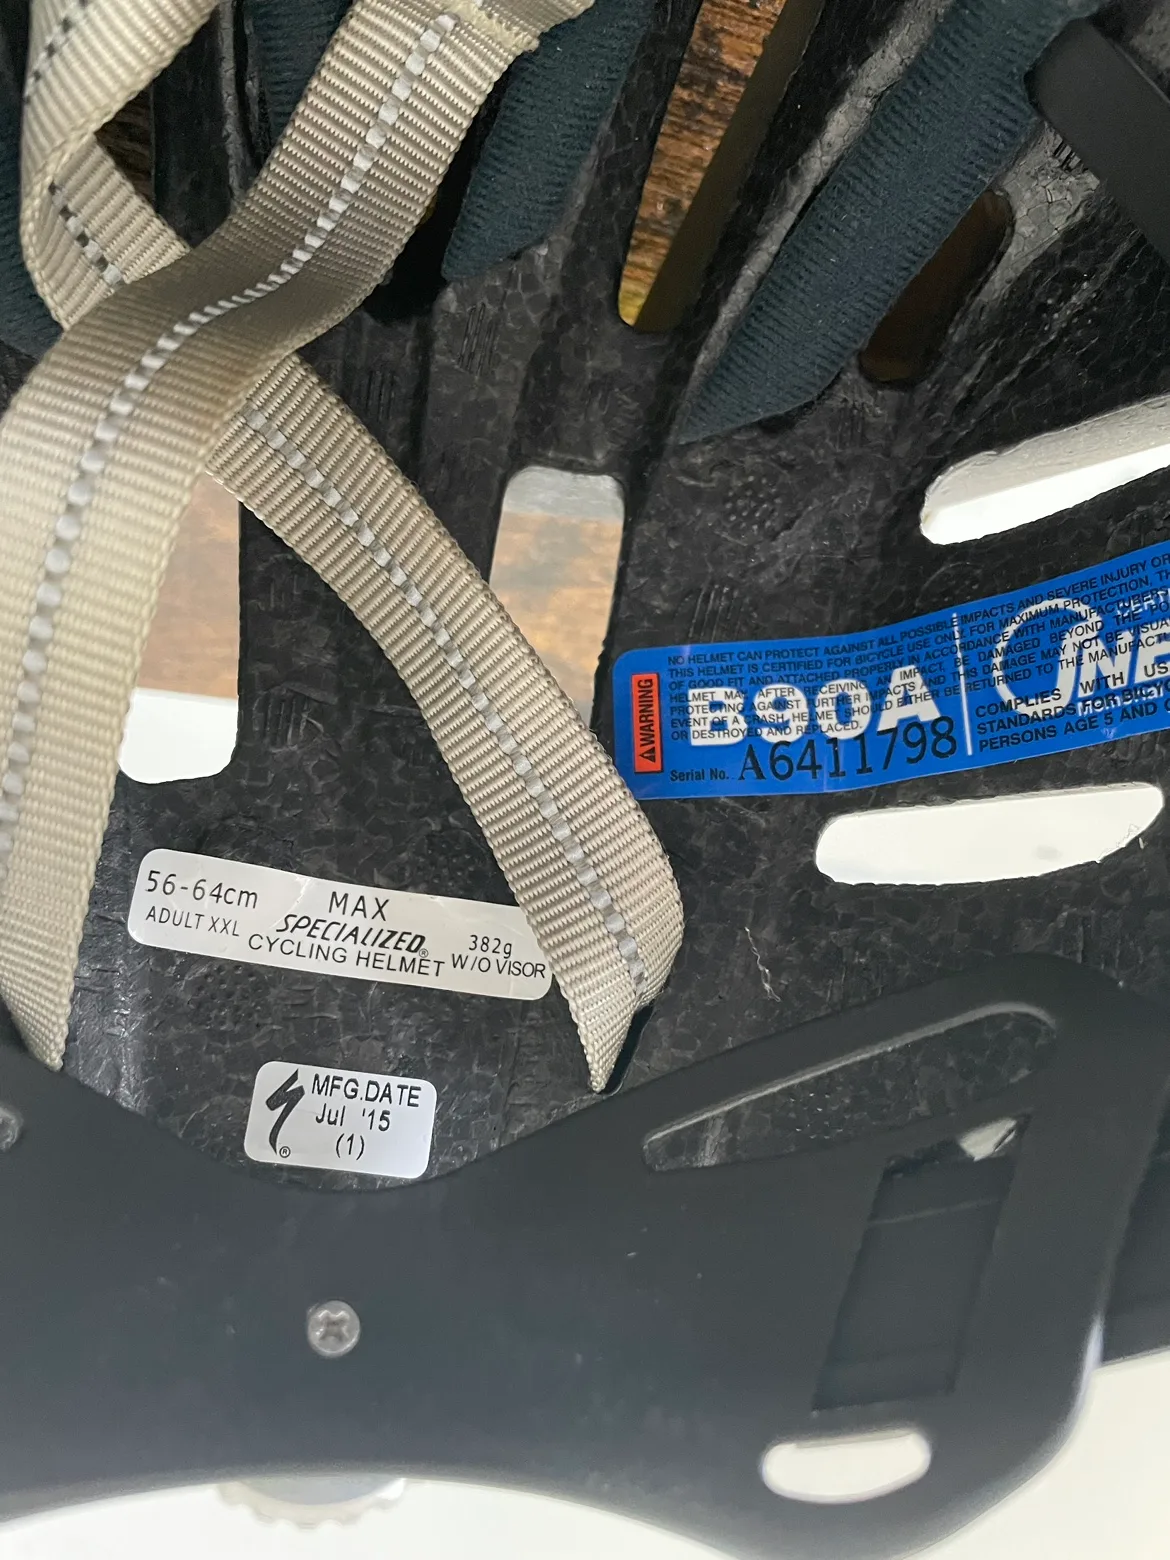 NO HELMET CAN PROTECT AGAINST ALL POSSIBLE IMPACTS AND SEVERE INJURY OR
THIS HELMET IS CERTIFIED FOR BICYCLE USE ONLY. FOR MAXIMUM PROTECTION,
OF GOOD FIT AND ATTACHED PROPERLY IN ACCORDANCE WITH MANUFACTURER'S
HELMET MAY, AFTER RECEIVING AN IMPACT, BE DAMAGED BEYOND THE
PROTECTING AGAINST FURTHER IMPACTS AND THIS DAMAGE MAY NOT BE
EVENT OF A CRASH, HELMET SHOULD EITHER BE RETURNED TO THE
OR DESTROYED AND REPLACED.
WARNING
B90A
Serial No. A6411798
COMPLIES WITH US
STANDARDS FOR BICYC
PERSONS AGE 5 AND
56-64cm
ADULT XXL
MAX
SPECIALIZED®
CYCLING HELMET
382g
W/O VISOR
®
MFG.DATE
Jul '15
(1)